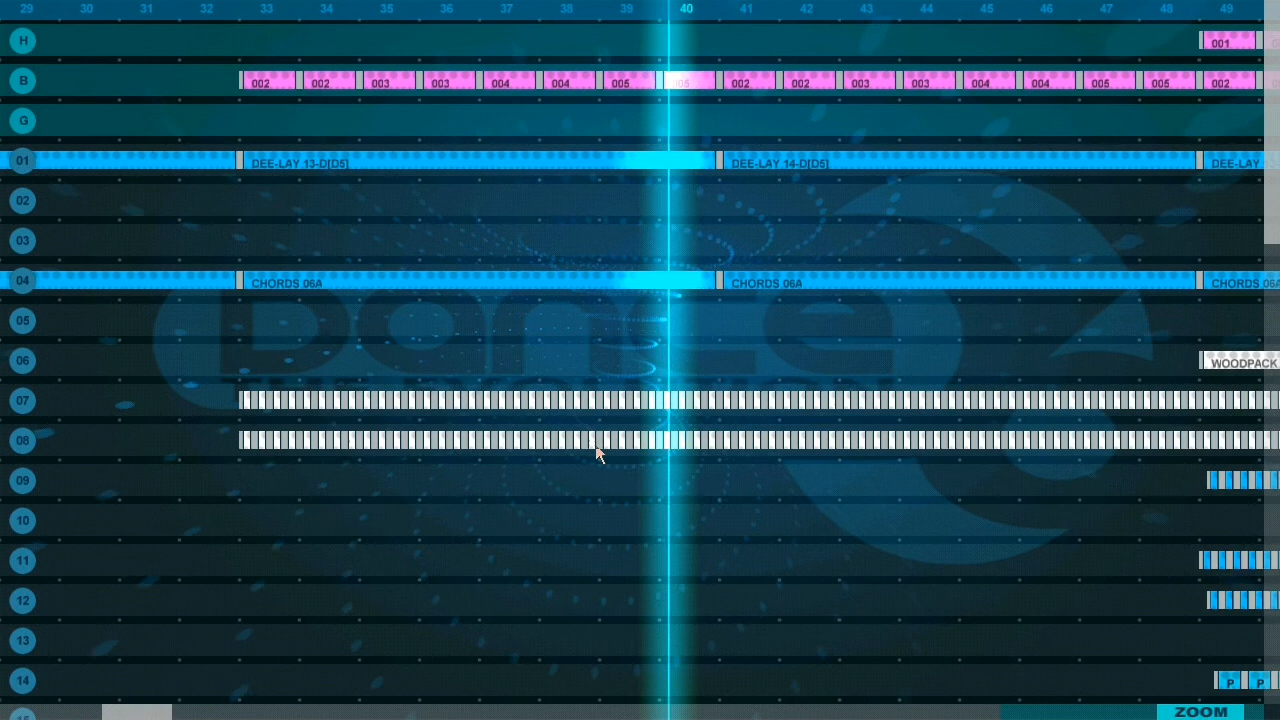 29 30 31 32 33 34 35 36 37 38 39 40 41 42 43 44 45 46 47 48 49
H 001
B 002 002 003 003 004 004 005 005 002 002 003 003 004 004 005 005 002
G
01 DEE-LAY 13-D[D5] DEE-LAY 14-D[D5] DEE-LAY
02
03
04 CHORDS 06A CHORDS 06A CHORDS 06A
05
06 WOODPACK
07
08
09
10
11
12
13
14 P P
15 ZOOM